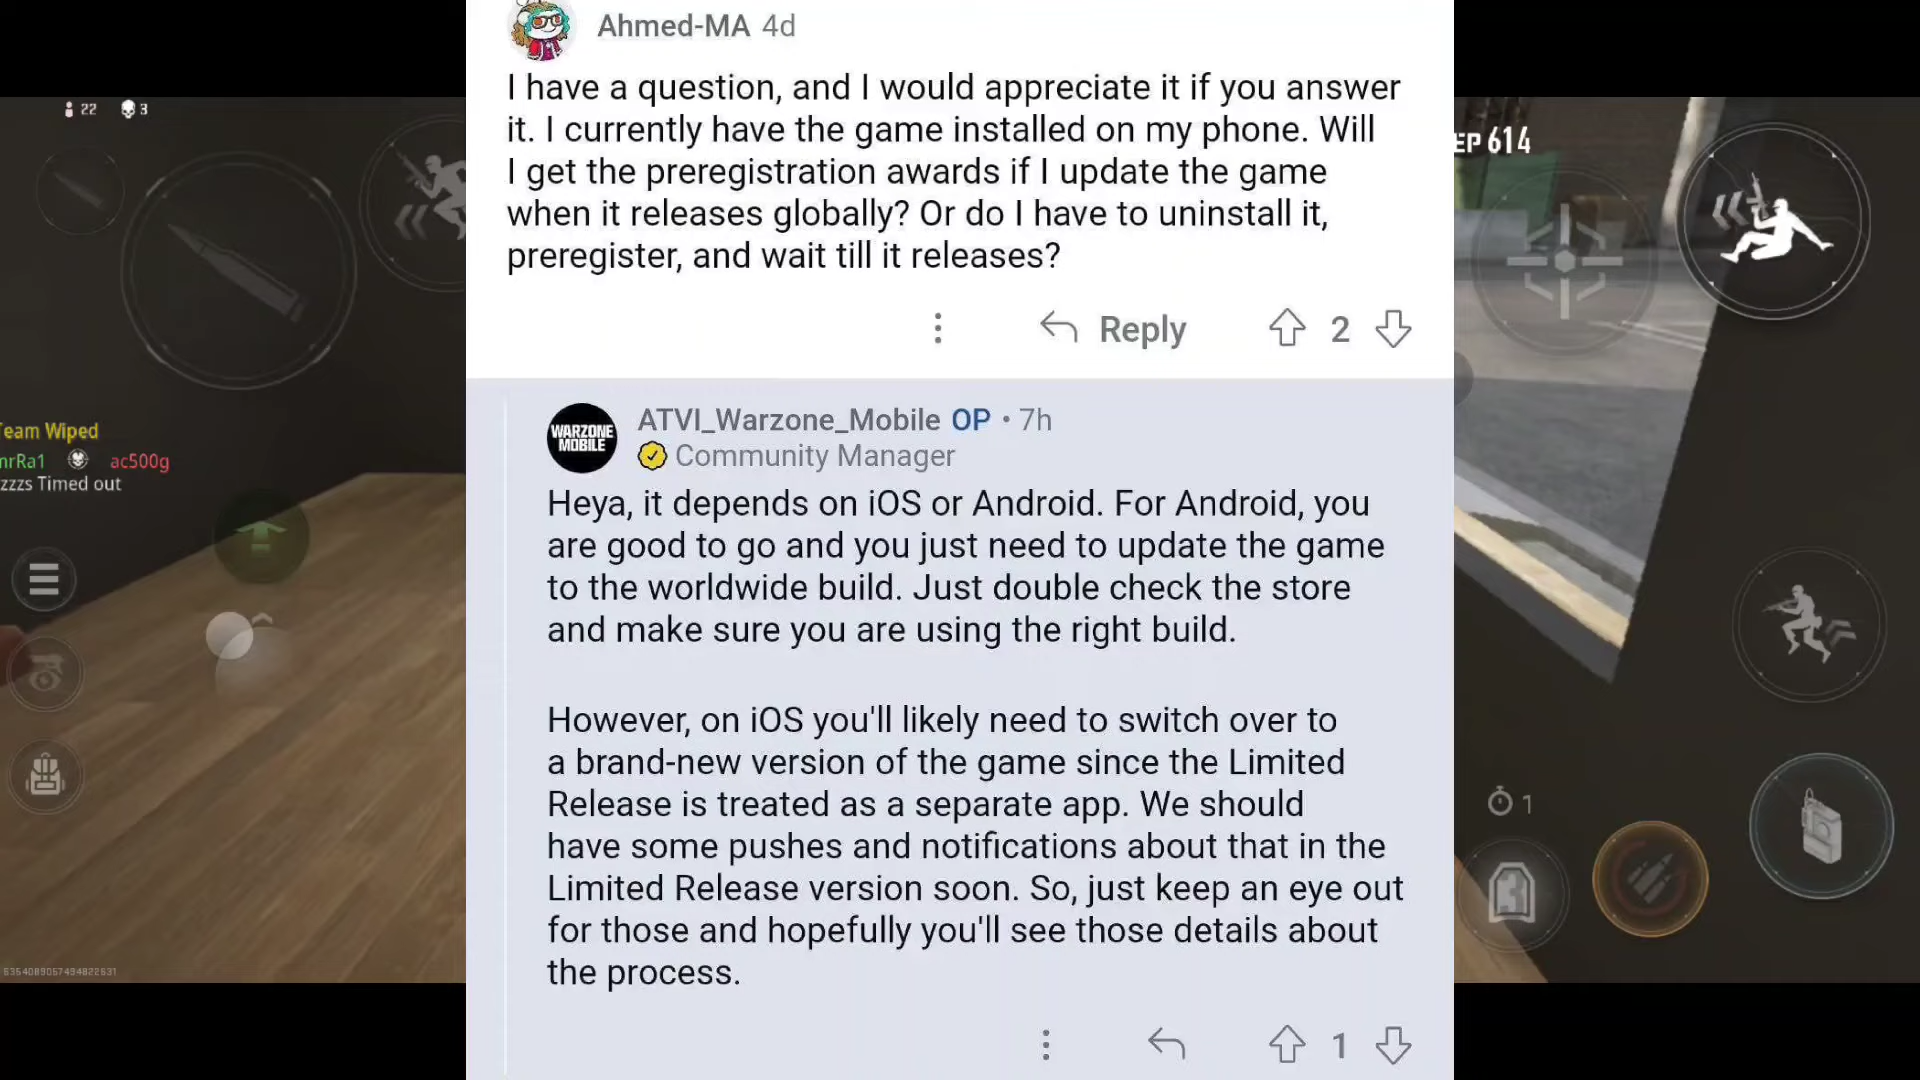 22 3
Team Wiped
mrRa1 ac500g
zzzs Timed out
5354089057494822531
Ahmed-MA 4d
I have a question, and I would appreciate it if you answer
it. I currently have the game installed on my phone. Will
I get the preregistration awards if I update the game
when it releases globally? Or do I have to uninstall it,
preregister, and wait till it releases?
Reply 2
WARZONE
MOBILE
ATVI_Warzone_Mobile OP • 7h
Community Manager
Heya, it depends on iOS or Android. For Android, you
are good to go and you just need to update the game
to the worldwide build. Just double check the store
and make sure you are using the right build.
However, on iOS you'll likely need to switch over to
a brand-new version of the game since the Limited
Release is treated as a separate app. We should
have some pushes and notifications about that in the
Limited Release version soon. So, just keep an eye out
for those and hopefully you'll see those details about
the process.
1
EP 614
1